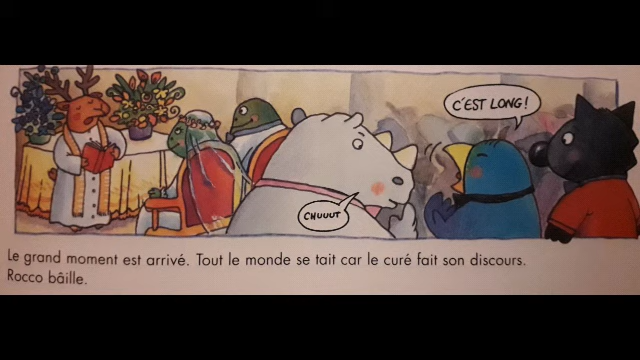 C'EST LONG!
CHUUUT
Le grand moment est arrivé. Tout le monde se tait car le curé fait son discours.
Rocco bâille.